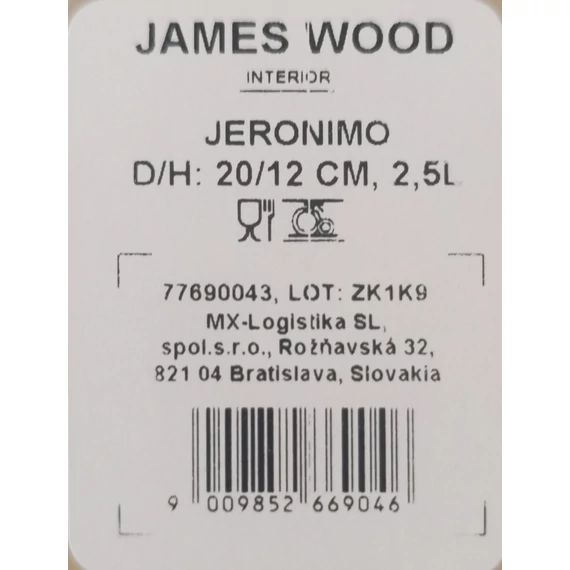 JAMES WOOD
INTERIOR
JERONIMO
D/H: 20/12 CM, 2,5L
77690043, LOT: ZK1K9
MX-Logistika SL,
spol.s.r.o., Rožňavská 32,
821 04 Bratislava, Slovakia
9 009852 669046